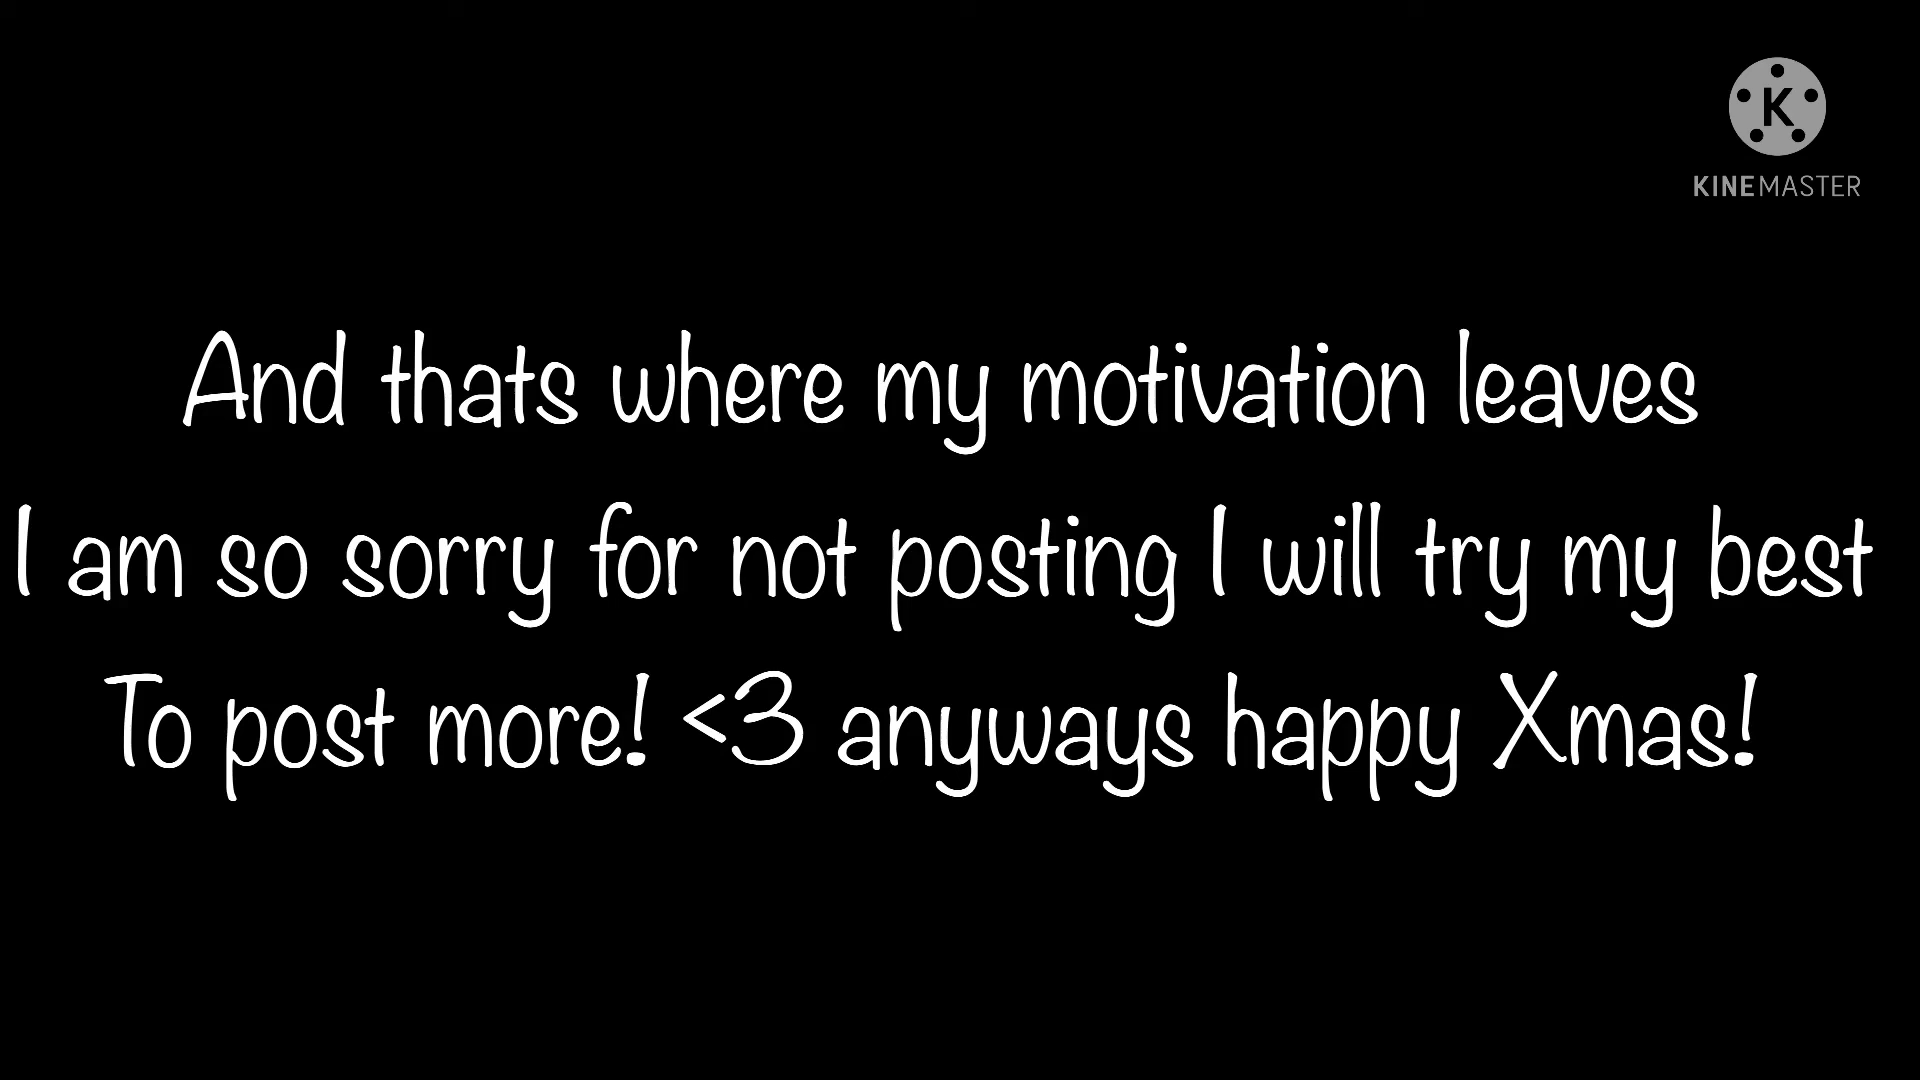 K
KINEMASTER
And thats where my motivation leaves
I am so sorry for not posting I will try my best
To post more! <3 anyways happy Xmas!